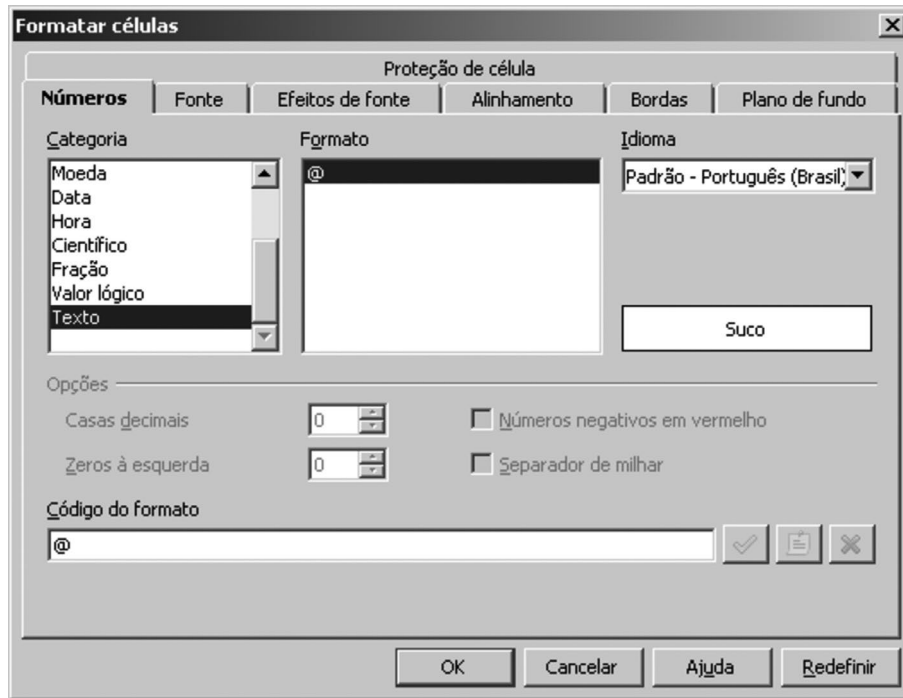 Formatar células
Proteção de célula
Números Fonte Efeitos de fonte Alinhamento Bordas Plano de fundo
Categoria Formato Idioma
Moeda @ Padrão - Português (Brasil)
Data
Hora
Científico
Fração
Valor lógico
Texto
Suco
Opções
Casas decimais 0 Números negativos em vermelho
Zeros à esquerda 0 Separador de milhar
Código do formato
@
OK Cancelar Ajuda Redefinir